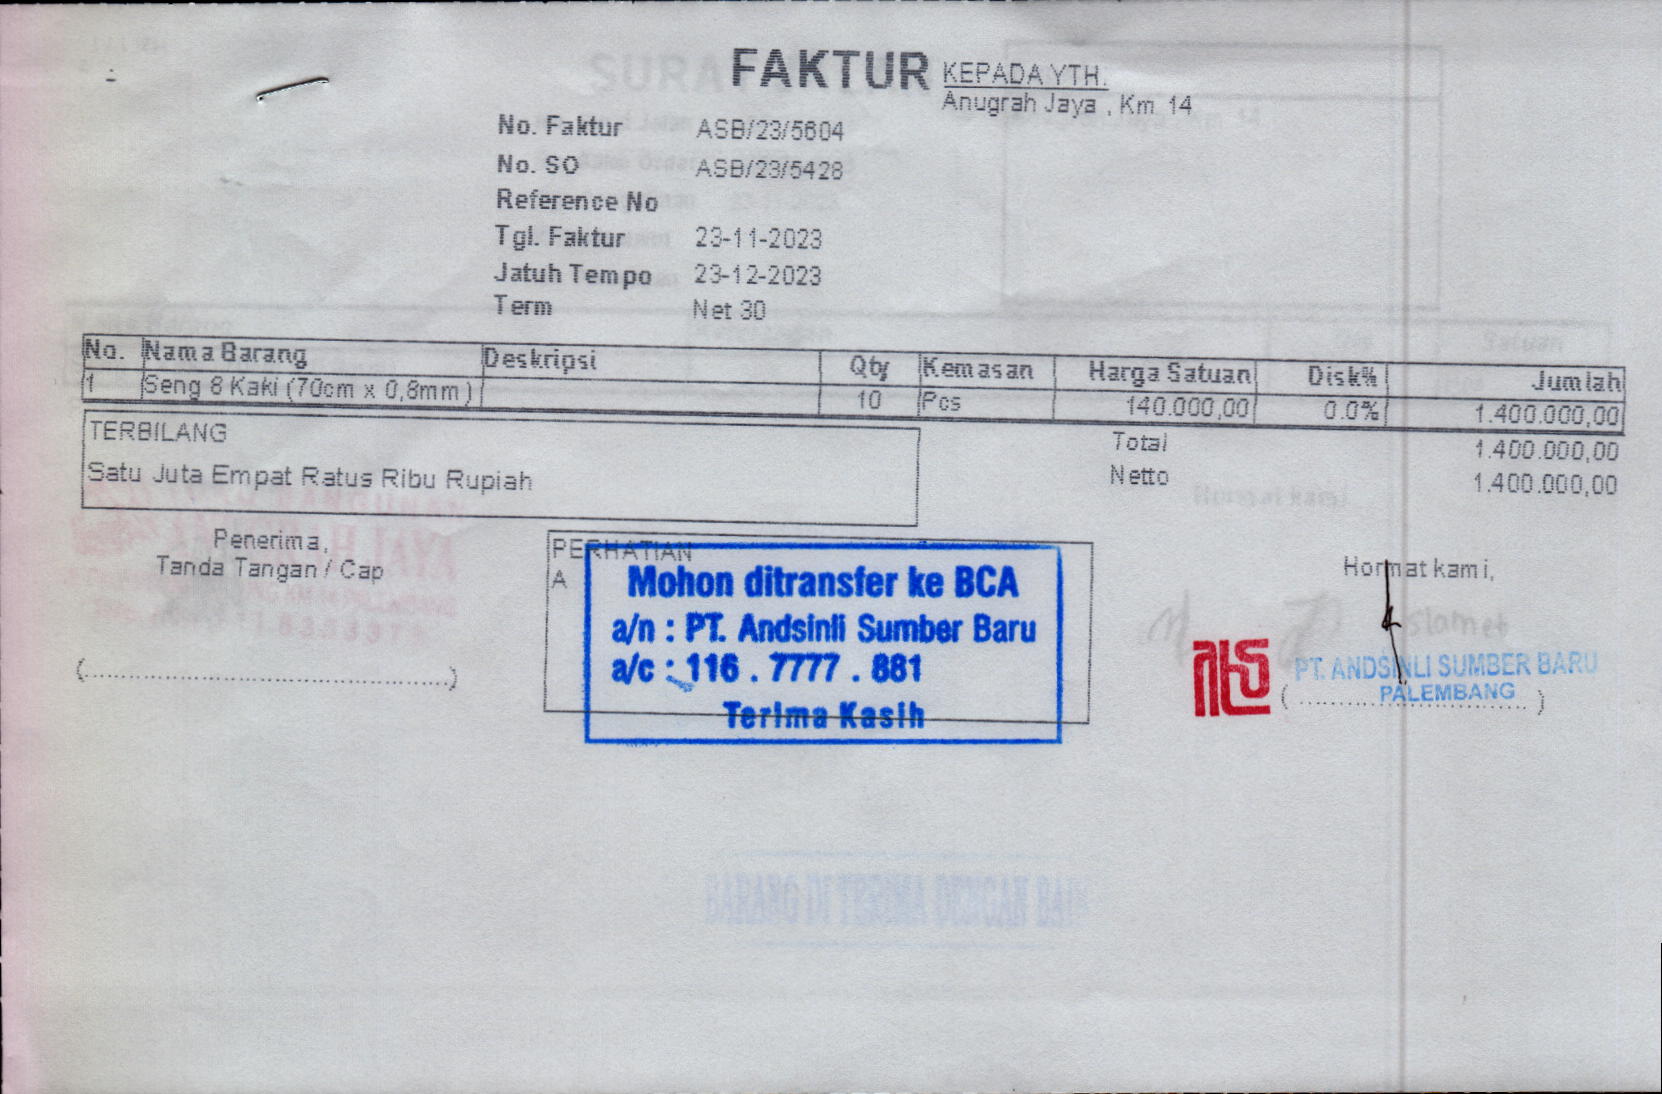 FAKTUR
KEPADA YTH.
Anugrah Jaya , Km 14
No. Faktur ASB/23/5604
No. SO ASB/23/5428
Reference No
Tgl. Faktur 23-11-2023
Jatuh Tempo 23-12-2023
Term Net 30
No. Nama Barang Deskripsi Qty Kemasan Harga Satuan Disk% Jumlah
1 Seng 8 Kaki (70cm x 0,8mm) 10 Pcs 140.000,00 0.0% 1.400.000,00
TERBILANG
Satu Juta Empat Ratus Ribu Rupiah
Total 1.400.000,00
Netto 1.400.000,00
Penerima,
Tanda Tangan / Cap
(....................................................)
PERHATIAN
A
Mohon ditransfer ke BCA
a/n : PT. Andsinli Sumber Baru
a/c : 116 . 7777 . 881
Terima Kasih
Hormat kami,
Slamet
PT. ANDSINLI SUMBER BARU
PALEMBANG
(................................)
BARANG DI TERIMA DENGAN BAIK